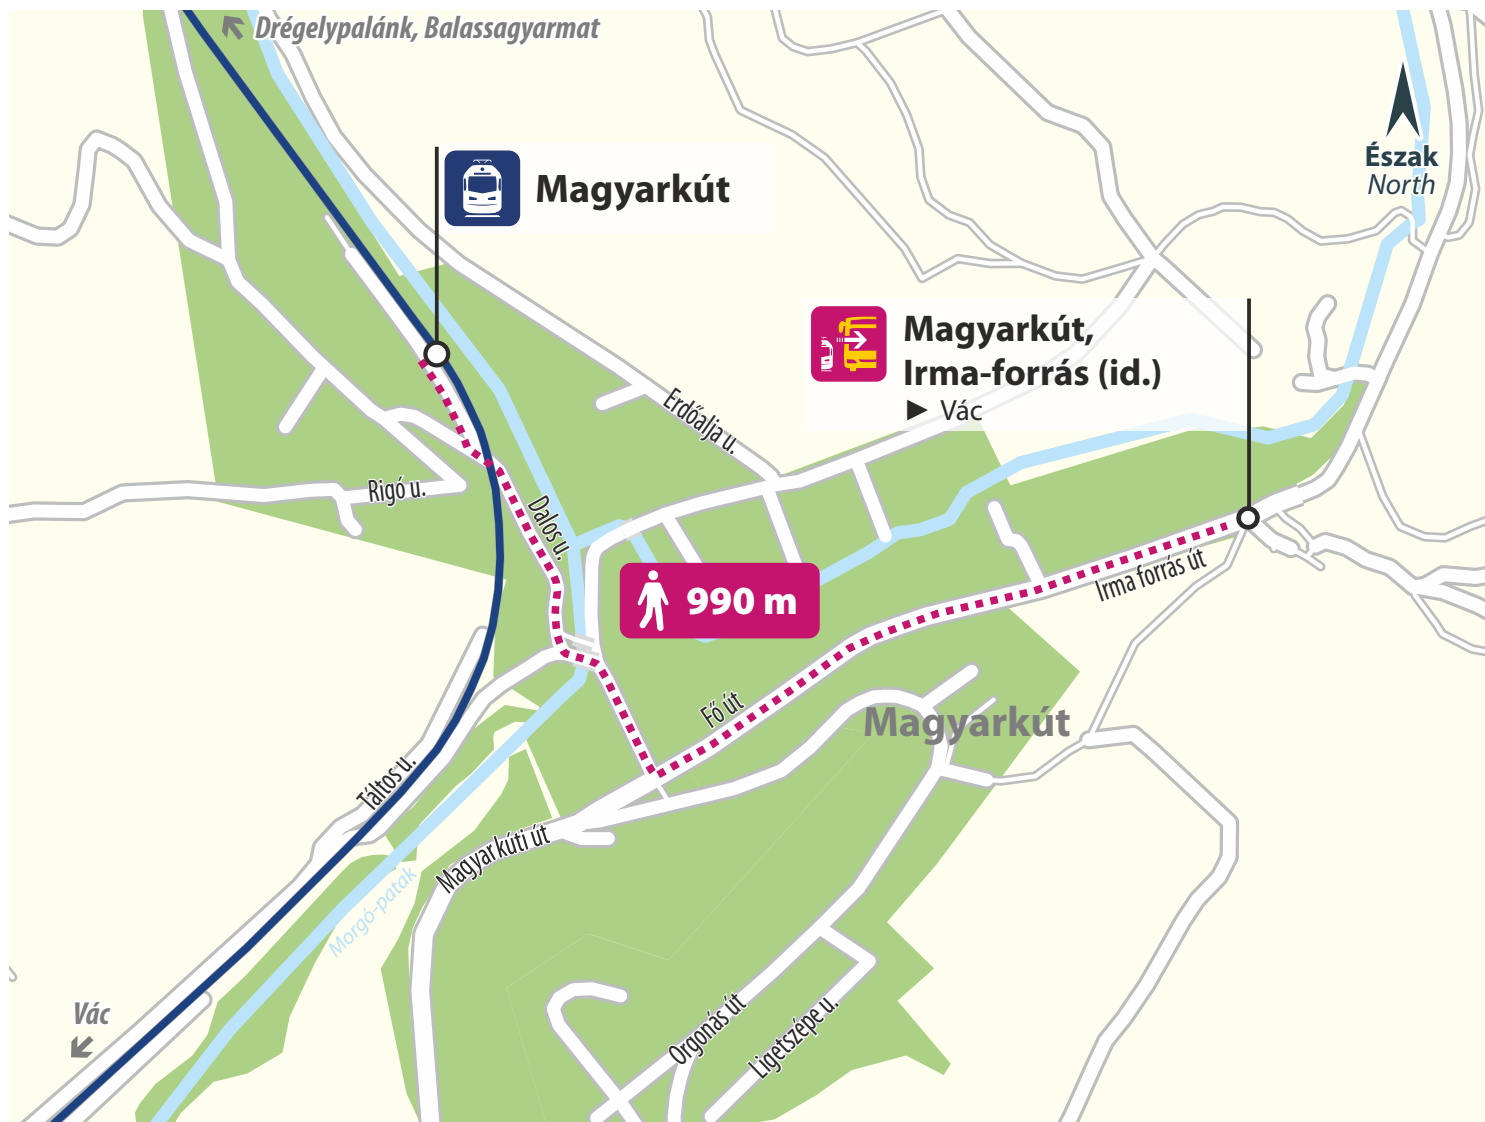 Drégelypalánk, Balassagyarmat
Magyarkút
Észak
North
Magyarkút,
Irma-forrás (id.)
► Vác
Erdőalja u.
Rigó u.
Dalos u.
990 m
Irma forrás út
Fő út
Magyarkút
Táltos u.
Magyarkúti út
Morgó-patak
Vác
Orgonás út
Ligetszépe u.